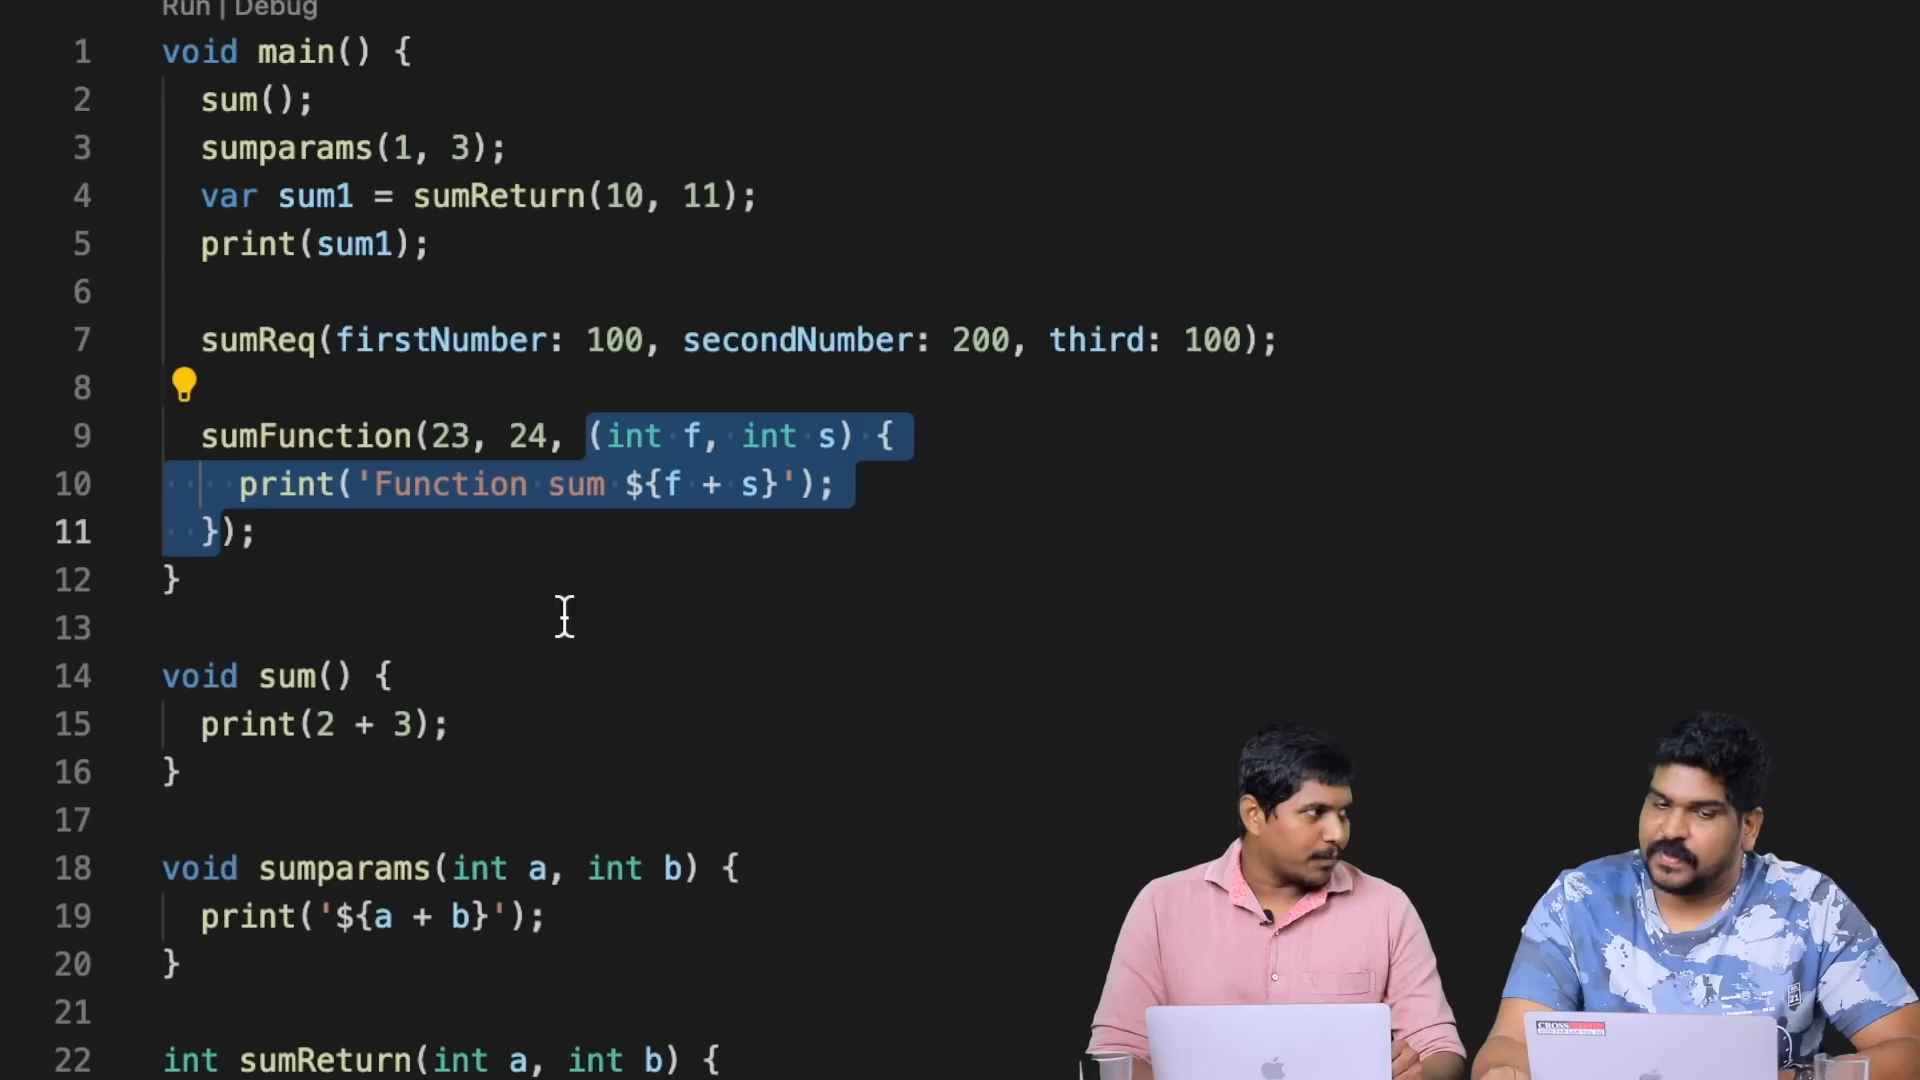 Run | Debug
1 void main() {
2 sum();
3 sumparams(1, 3);
4 var sum1 = sumReturn(10, 11);
5 print(sum1);
6
7 sumReq(firstNumber: 100, secondNumber: 200, third: 100);
8
9 sumFunction(23, 24, (int f, int s) {
10 print('Function sum ${f + s}');
11 });
12 }
13
14 void sum() {
15 print(2 + 3);
16 }
17
18 void sumparams(int a, int b) {
19 print('${a + b}');
20 }
21
22 int sumReturn(int a, int b) {
CROSS
21